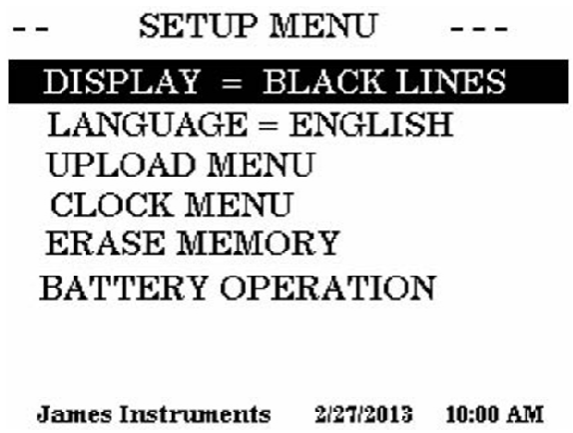 -- SETUP MENU ---
DISPLAY = BLACK LINES
LANGUAGE = ENGLISH
UPLOAD MENU
CLOCK MENU
ERASE MEMORY
BATTERY OPERATION
James Instruments 2/27/2013 10:00 AM